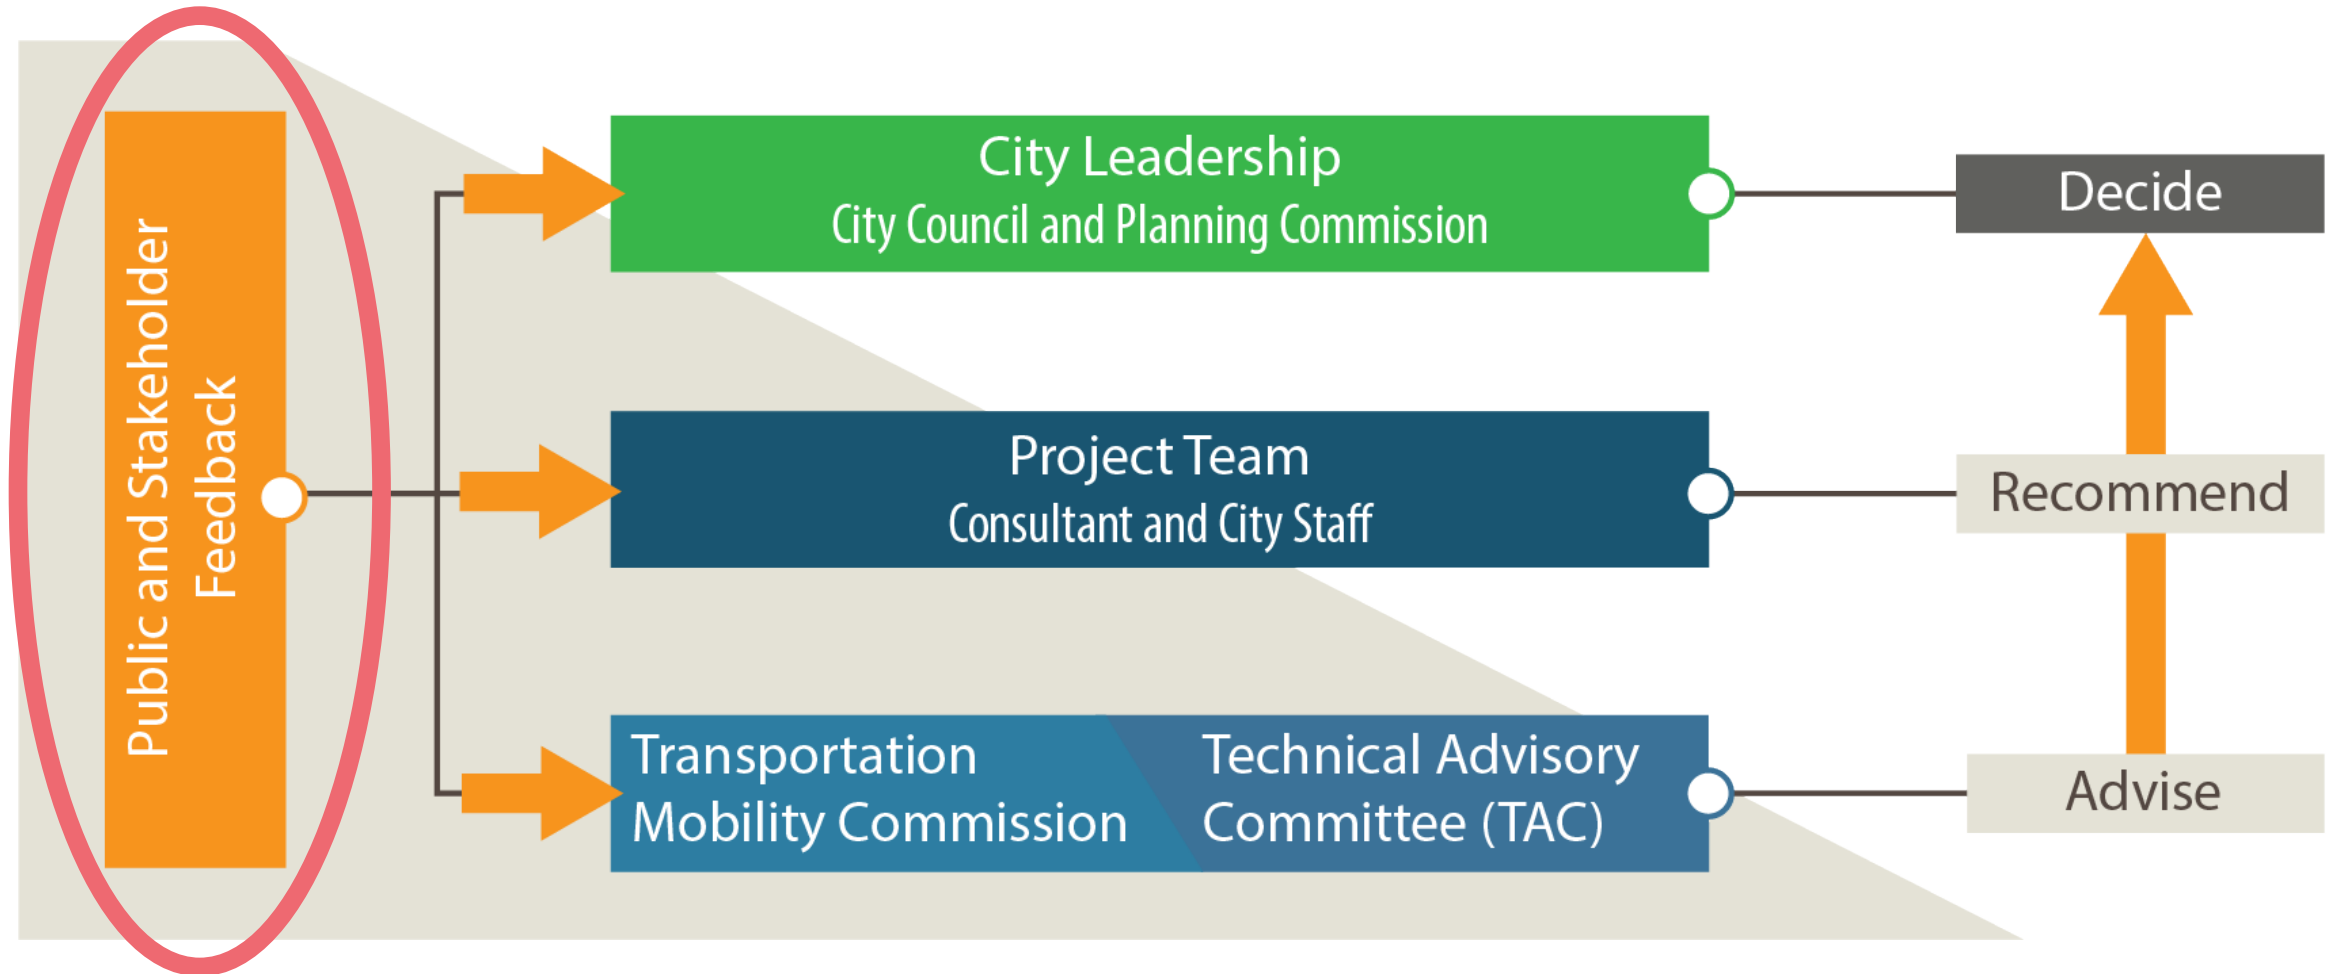 Public and Stakeholder
Feedback
City Leadership
City Council and Planning Commission
Decide
Project Team
Consultant and City Staff
Recommend
Transportation
Mobility Commission
Technical Advisory
Committee (TAC)
Advise